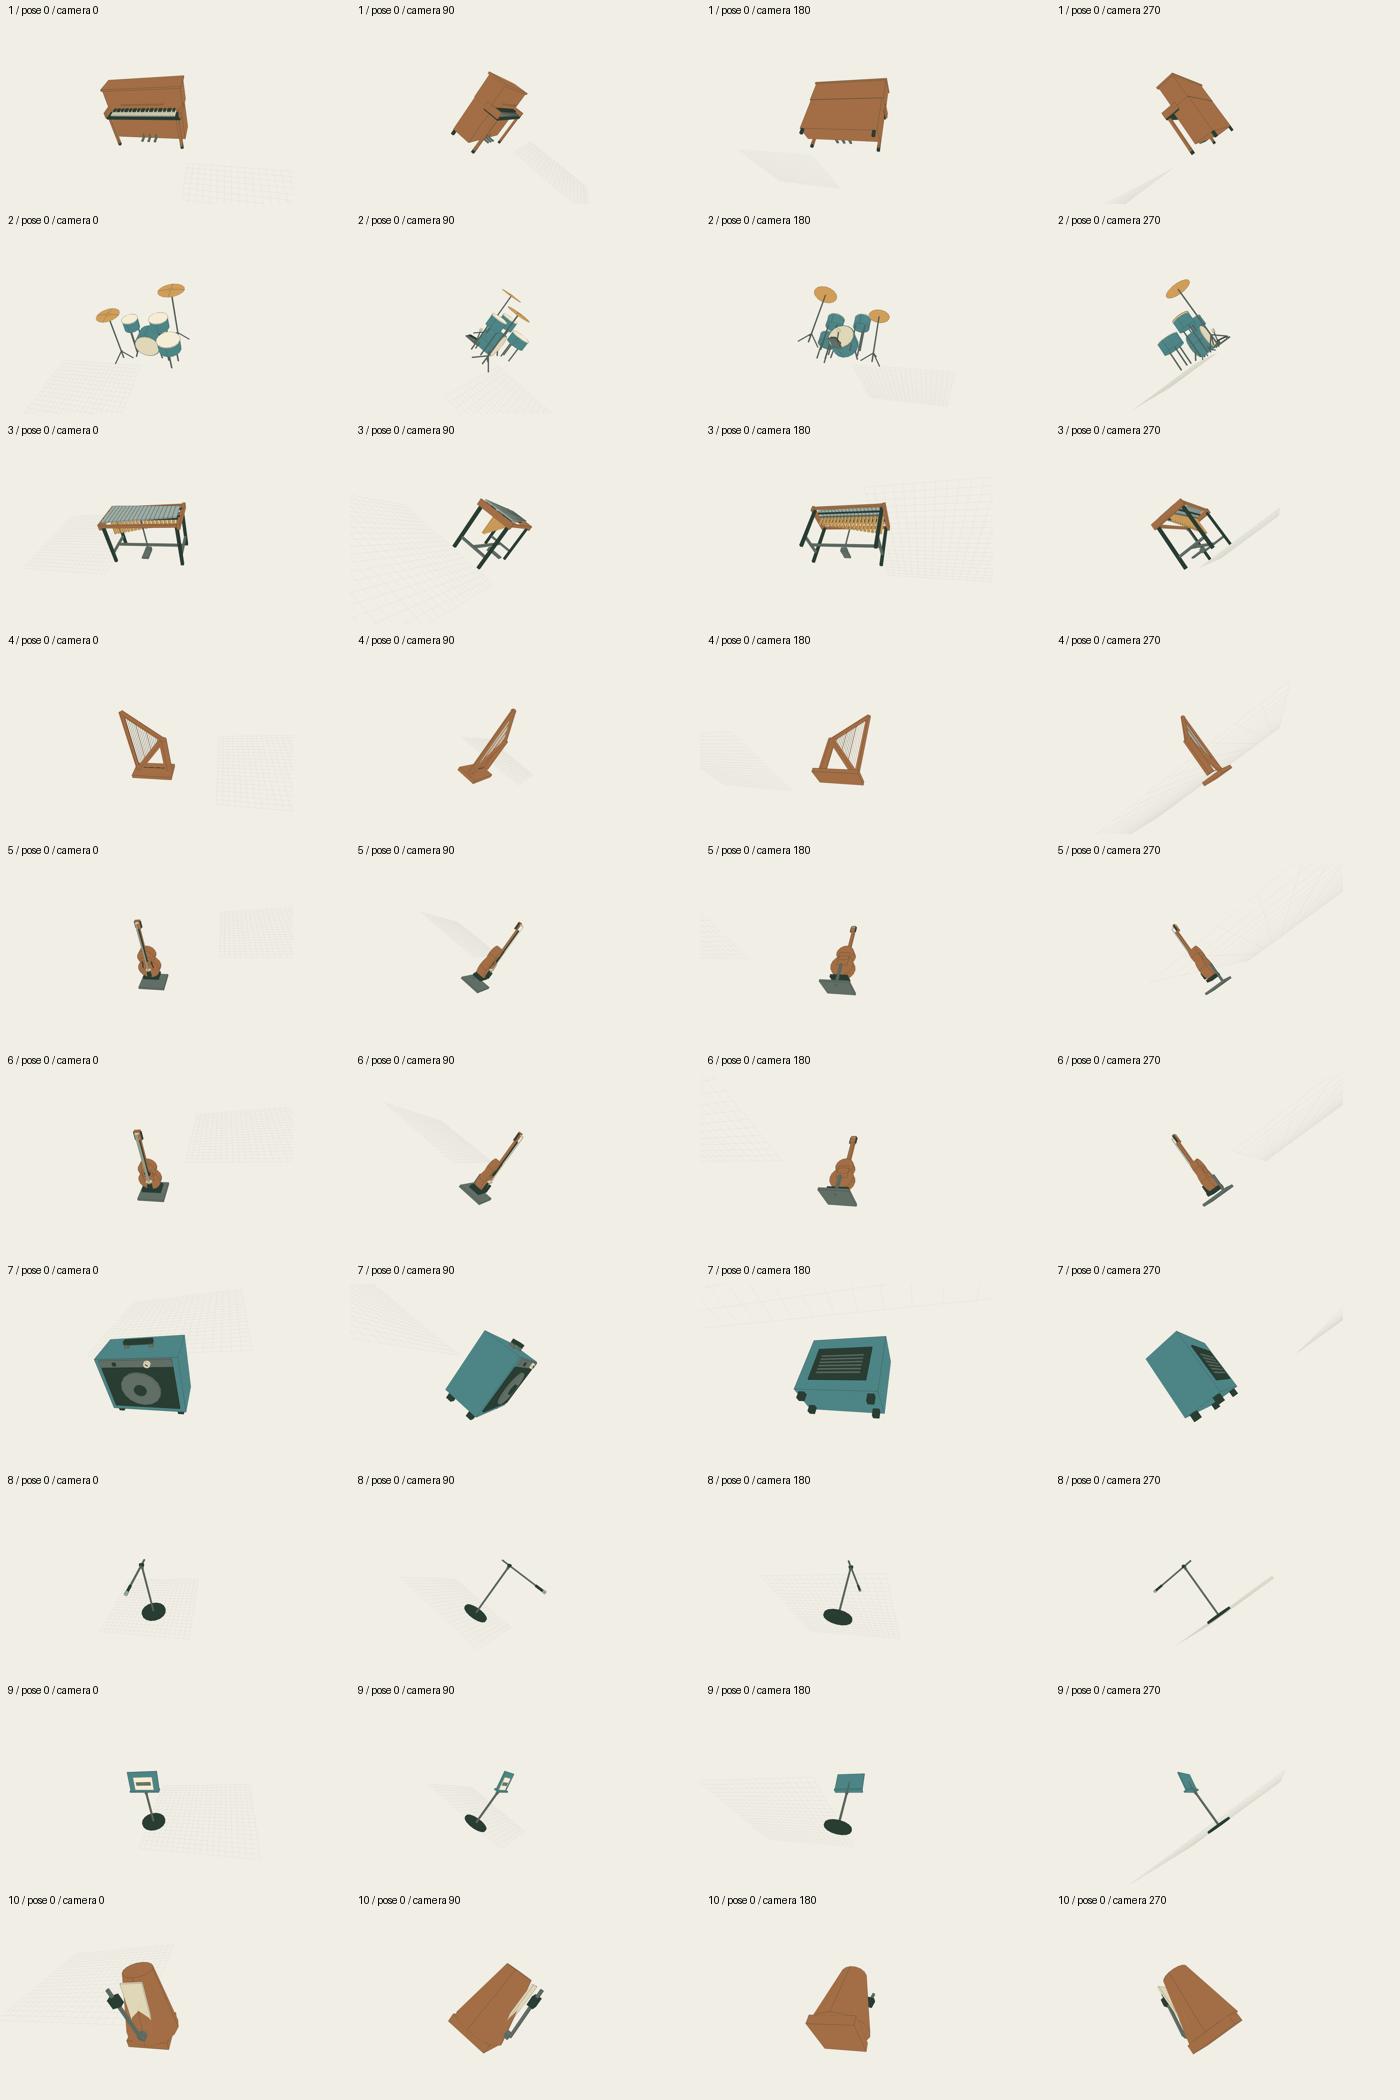 1 / pose 0 / camera 0
1 / pose 0 / camera 90
1 / pose 0 / camera 180
1 / pose 0 / camera 270
2 / pose 0 / camera 0
2 / pose 0 / camera 90
2 / pose 0 / camera 180
2 / pose 0 / camera 270
3 / pose 0 / camera 0
3 / pose 0 / camera 90
3 / pose 0 / camera 180
3 / pose 0 / camera 270
4 / pose 0 / camera 0
4 / pose 0 / camera 90
4 / pose 0 / camera 180
4 / pose 0 / camera 270
5 / pose 0 / camera 0
5 / pose 0 / camera 90
5 / pose 0 / camera 180
5 / pose 0 / camera 270
6 / pose 0 / camera 0
6 / pose 0 / camera 90
6 / pose 0 / camera 180
6 / pose 0 / camera 270
7 / pose 0 / camera 0
7 / pose 0 / camera 90
7 / pose 0 / camera 180
7 / pose 0 / camera 270
8 / pose 0 / camera 0
8 / pose 0 / camera 90
8 / pose 0 / camera 180
8 / pose 0 / camera 270
9 / pose 0 / camera 0
9 / pose 0 / camera 90
9 / pose 0 / camera 180
9 / pose 0 / camera 270
10 / pose 0 / camera 0
10 / pose 0 / camera 90
10 / pose 0 / camera 180
10 / pose 0 / camera 270